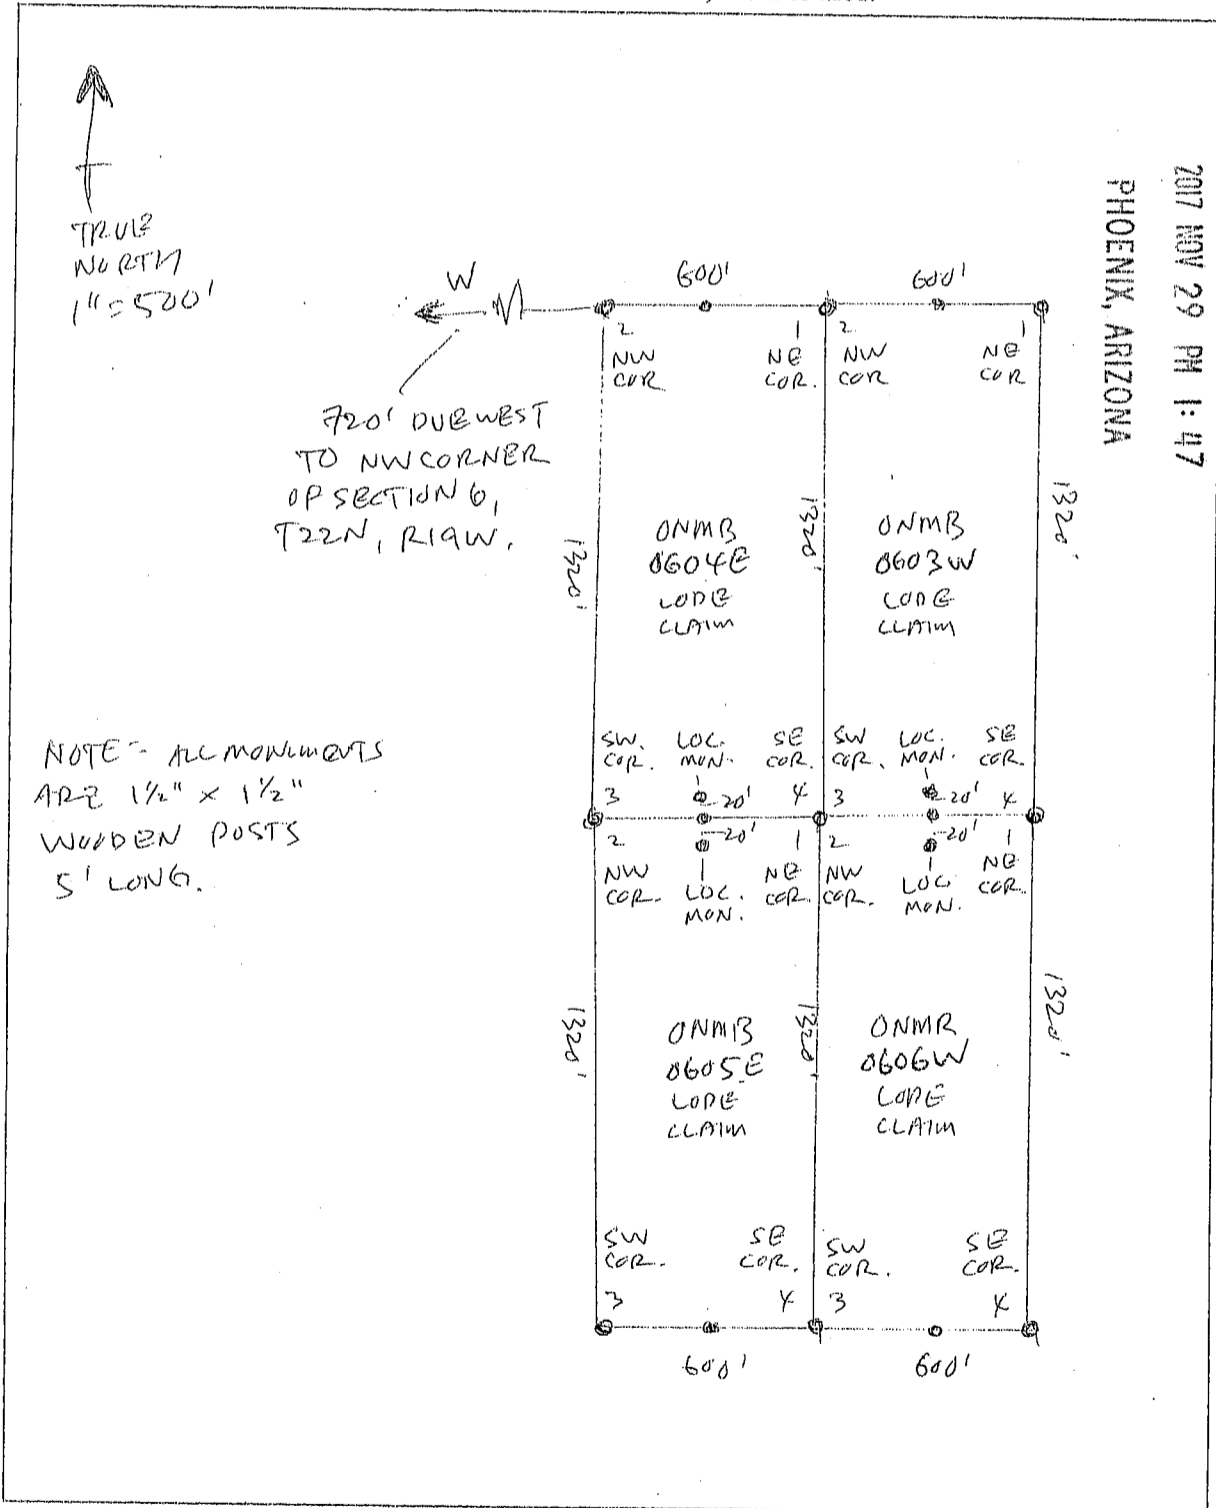 2017 NOV 29 PM 1:47
PHOENIX, ARIZONA
TRUE
NORTH
1" = 500'
W
600'
600'
2
1
2
1
NW
COR
NE
COR.
NW
COR
NE
COR
720' DUE WEST
TO NW CORNER
OF SECTION 6,
T22N, R19W.
1320'
1320'
1320'
ONMB
0604E
LODE
CLAIM
ONMB
0603W
LODE
CLAIM
NOTE - ALL MONUMENTS
ARE 1 1/2" x 1 1/2"
WOODEN POSTS
5' LONG.
SW.
COR.
LOC.
MON.
SE
COR.
SW
COR.
LOC.
MON.
SE
COR.
3
20'
4
3
20'
4
2
20'
1
2
20'
1
NW
COR.
LOC.
MON.
NE
COR.
NW
COR.
LOC.
MON.
NE
COR.
1320'
1320'
1320'
ONMB
0605E
LODE
CLAIM
0606W
LODE
CLAIM
SW
COR.
SE
COR.
SW
COR.
SE
COR.
3
4
3
4
600'
600'